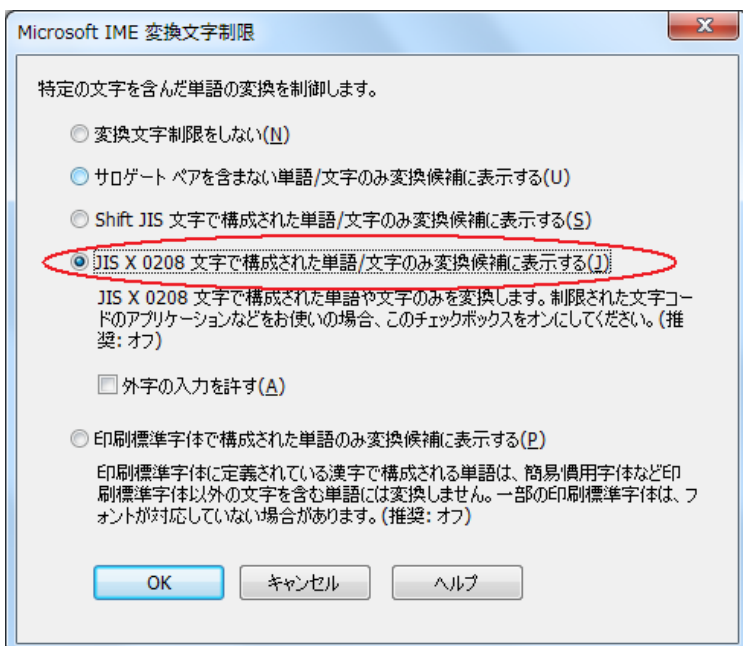 Microsoft IME 変換文字制限
特定の文字を含んだ単語の変換を制御します。
変換文字制限をしない(N)
サロゲート ペアを含まない単語/文字のみ変換候補に表示する(U)
Shift JIS 文字で構成された単語/文字のみ変換候補に表示する(S)
JIS X 0208 文字で構成された単語/文字のみ変換候補に表示する(J)
JIS X 0208 文字で構成された単語や文字のみを変換します。制限された文字コー
ドのアプリケーションなどをお使いの場合、このチェックボックスをオンにしてください。(推
奨: オフ)
外字の入力を許す(A)
印刷標準字体で構成された単語のみ変換候補に表示する(P)
印刷標準字体に定義されている漢字で構成される単語は、簡易慣用字体など印
刷標準字体以外の文字を含む単語には変換しません。一部の印刷標準字体は、フ
ォントが対応していない場合があります。(推奨: オフ)
OK キャンセル ヘルプ